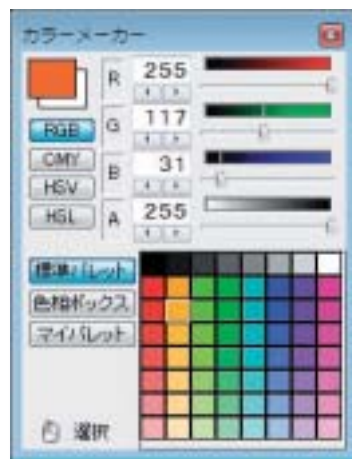 カラーメーカー
R 255
RGB G 117
CMY B 31
HSV
HSL A 255
標準パレット
色相ボックス
マイパレット
選択